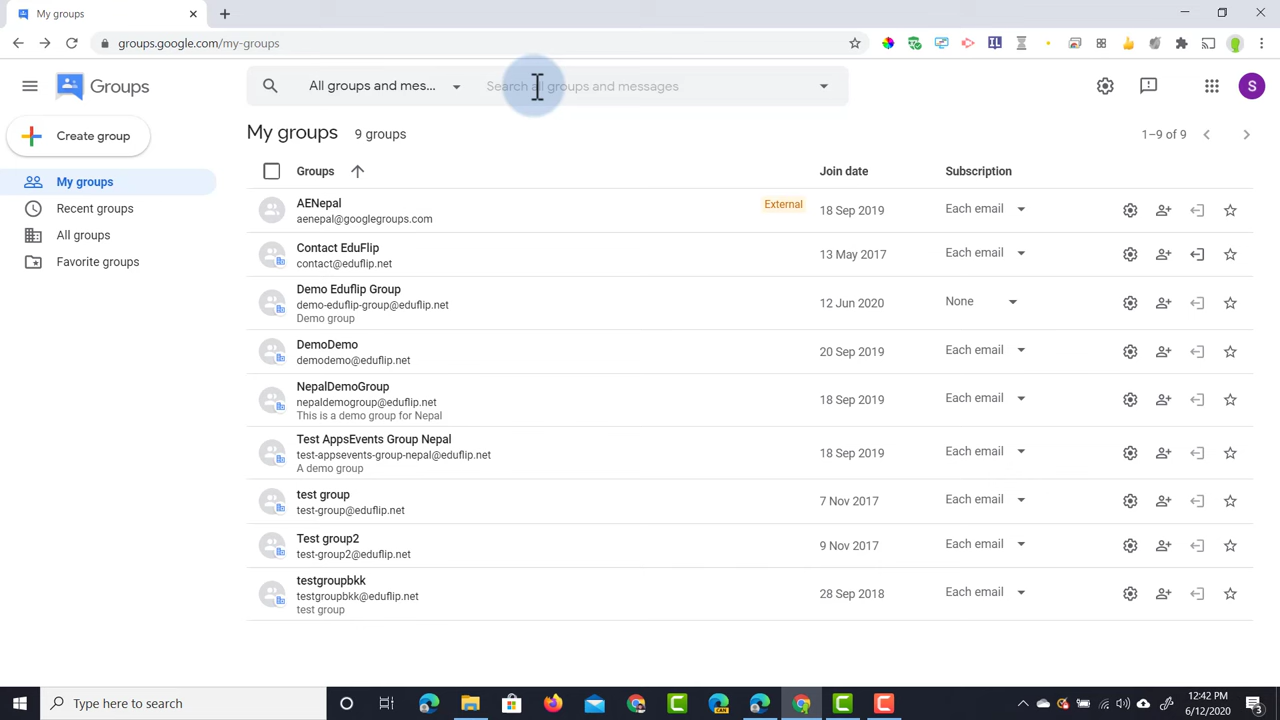 My groups
groups.google.com/my-groups
Groups
All groups and mes...
Search all groups and messages
S
Create group
My groups 9 groups
1–9 of 9
My groups
Recent groups
All groups
Favorite groups
Groups Join date Subscription
AENepal
aenepal@googlegroups.com
External 18 Sep 2019 Each email
Contact EduFlip
contact@eduflip.net
13 May 2017 Each email
Demo Eduflip Group
demo-eduflip-group@eduflip.net
Demo group
12 Jun 2020 None
DemoDemo
demodemo@eduflip.net
20 Sep 2019 Each email
NepalDemoGroup
nepaldemogroup@eduflip.net
This is a demo group for Nepal
18 Sep 2019 Each email
Test AppsEvents Group Nepal
test-appsevents-group-nepal@eduflip.net
A demo group
18 Sep 2019 Each email
test group
test-group@eduflip.net
7 Nov 2017 Each email
Test group2
test-group2@eduflip.net
9 Nov 2017 Each email
testgroupbkk
testgroupbkk@eduflip.net
test group
28 Sep 2018 Each email
Type here to search
12:42 PM
6/12/2020